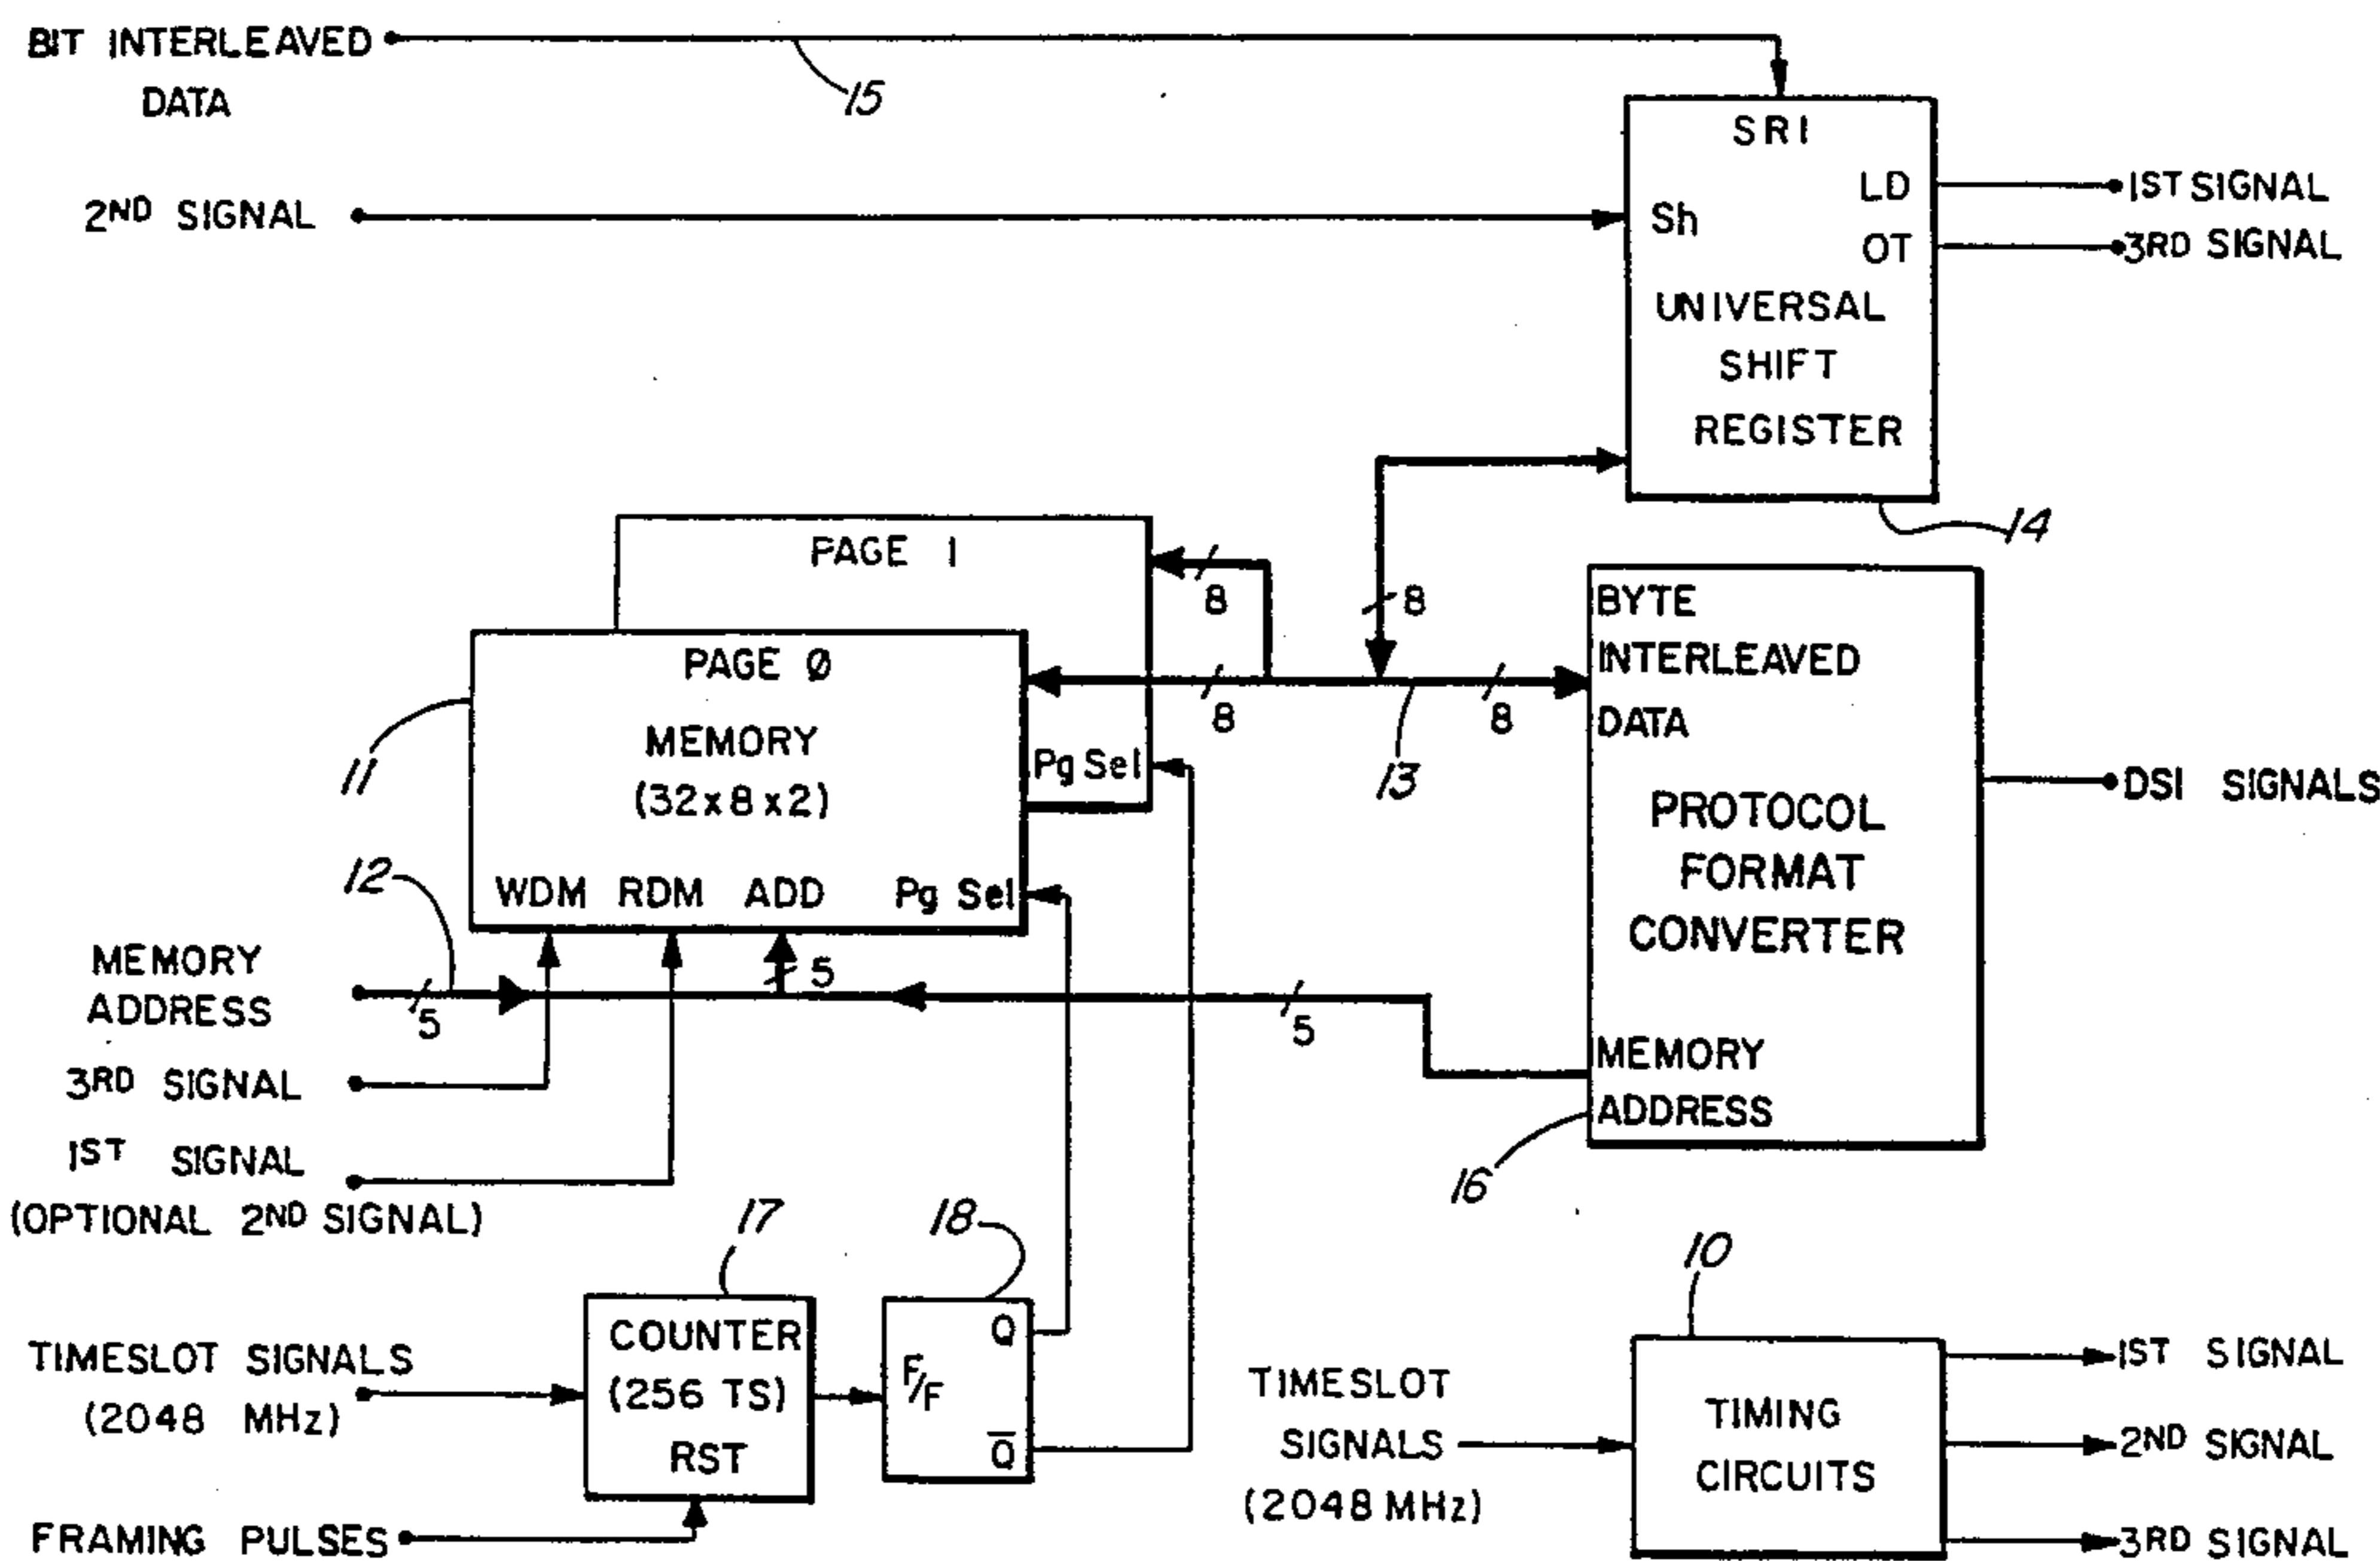 BIT INTERLEAVED
DATA
15
2ND SIGNAL
SRI
Sh
LD
OT
UNIVERSAL
SHIFT
REGISTER
1ST SIGNAL
3RD SIGNAL
14
PAGE 1
8
8
PAGE Ø
MEMORY
(32x8x2)
WDM RDM ADD Pg Sel
Pg Sel
11
8
8
13
BYTE
INTERLEAVED
DATA
PROTOCOL
FORMAT
CONVERTER
MEMORY
ADDRESS
DSI SIGNALS
12
MEMORY
ADDRESS
5
5
5
16
3RD SIGNAL
1ST SIGNAL
(OPTIONAL 2ND SIGNAL)
17
18
TIMESLOT SIGNALS
(2048 MHz)
COUNTER
(256 TS)
RST
F/F
Q
Q̅
FRAMING PULSES
10
TIMESLOT
SIGNALS
(2048 MHz)
TIMING
CIRCUITS
1ST SIGNAL
2ND SIGNAL
3RD SIGNAL